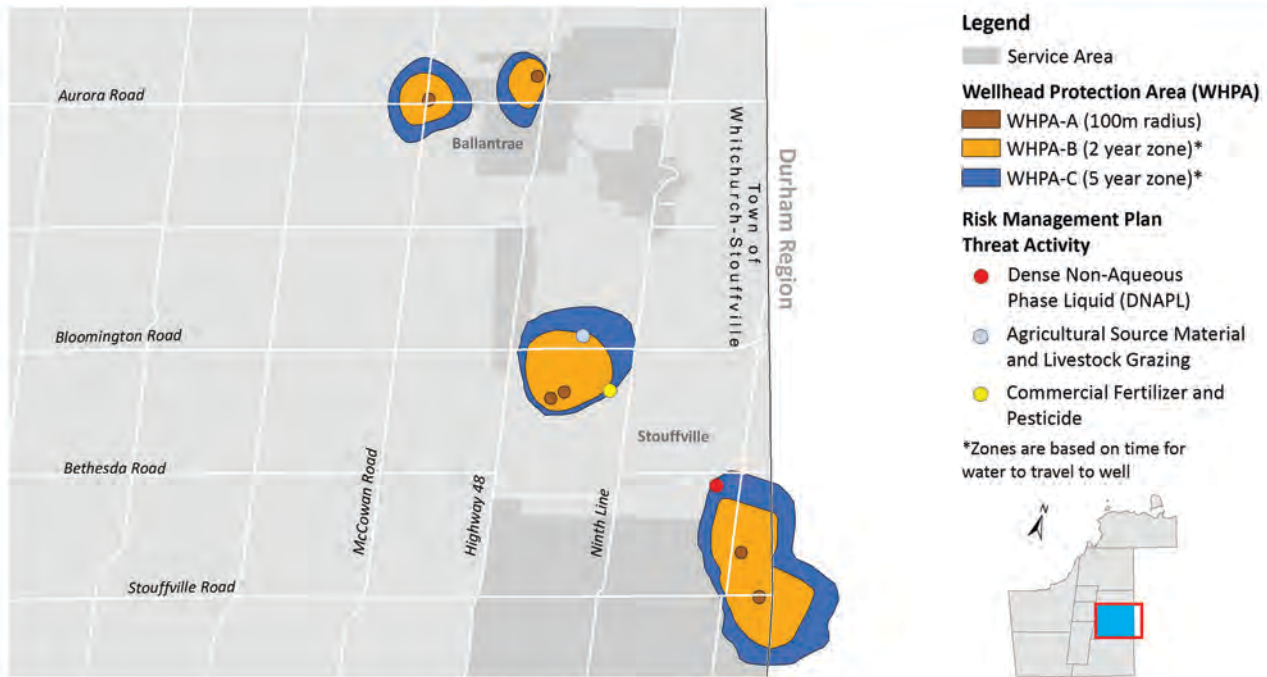 Aurora Road
Ballantrae
Town of
Whitchurch-Stouffville
Durham Region
Bloomington Road
Stouffville
Bethesda Road
McCowan Road
Highway 48
Ninth Line
Stouffville Road
Legend
Service Area
Wellhead Protection Area (WHPA)
WHPA-A (100m radius)
WHPA-B (2 year zone)*
WHPA-C (5 year zone)*
Risk Management Plan
Threat Activity
Dense Non-Aqueous
Phase Liquid (DNAPL)
Agricultural Source Material
and Livestock Grazing
Commercial Fertilizer and
Pesticide
*Zones are based on time for
water to travel to well
N